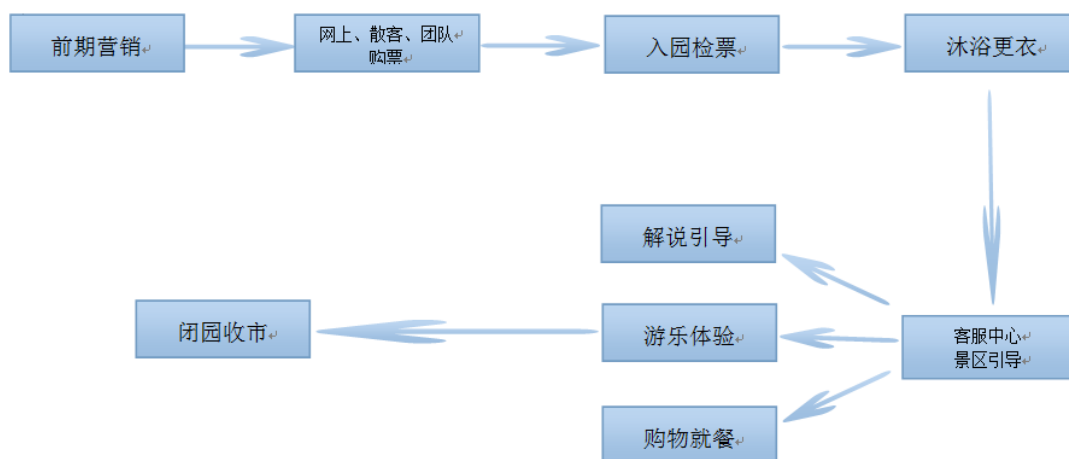 前期营销
网上、散客、团队
购票
入园检票
沐浴更衣
解说引导
闭园收市
游乐体验
客服中心
景区引导
购物就餐